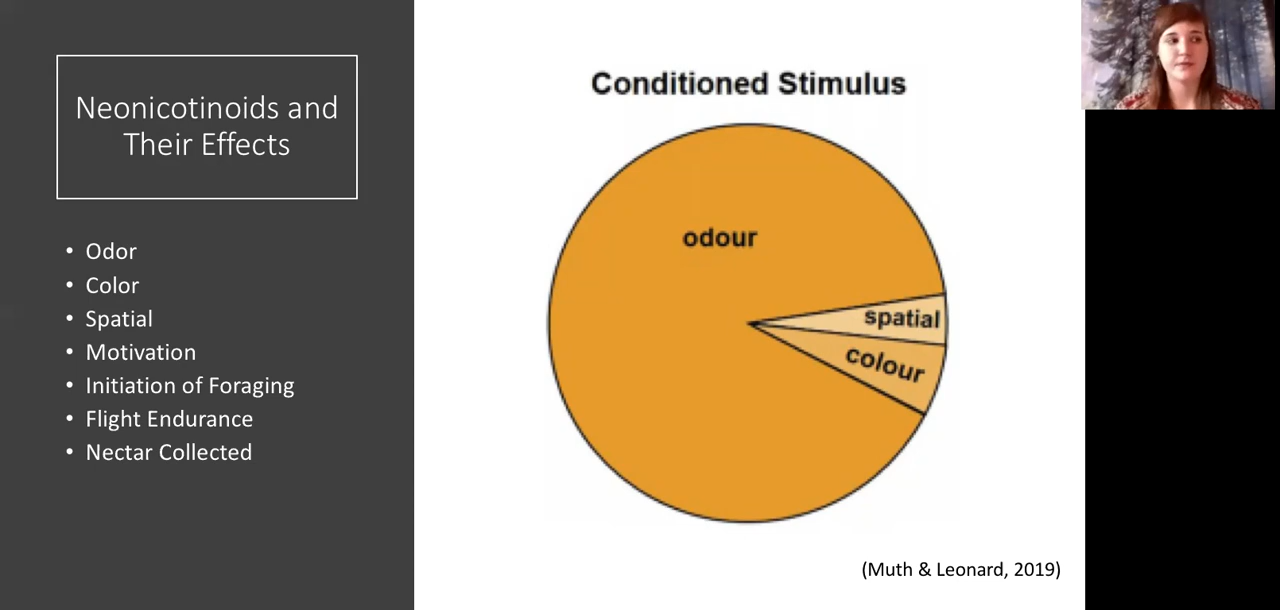 Neonicotinoids and
Their Effects
• Odor
• Color
• Spatial
• Motivation
• Initiation of Foraging
• Flight Endurance
• Nectar Collected
Conditioned Stimulus
odour
spatial
colour
(Muth & Leonard, 2019)